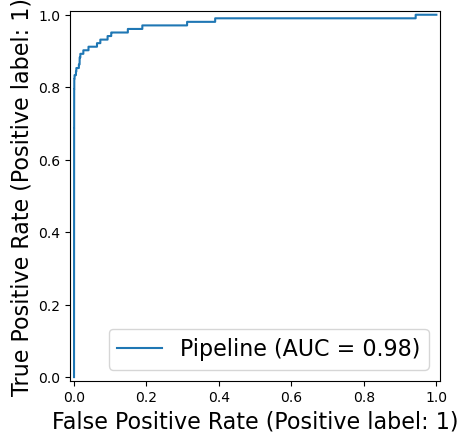 1.0
0.8
0.6
0.4
0.2
0.0
True Positive Rate (Positive label: 1)
Pipeline (AUC = 0.98)
0.0 0.2 0.4 0.6 0.8 1.0
False Positive Rate (Positive label: 1)